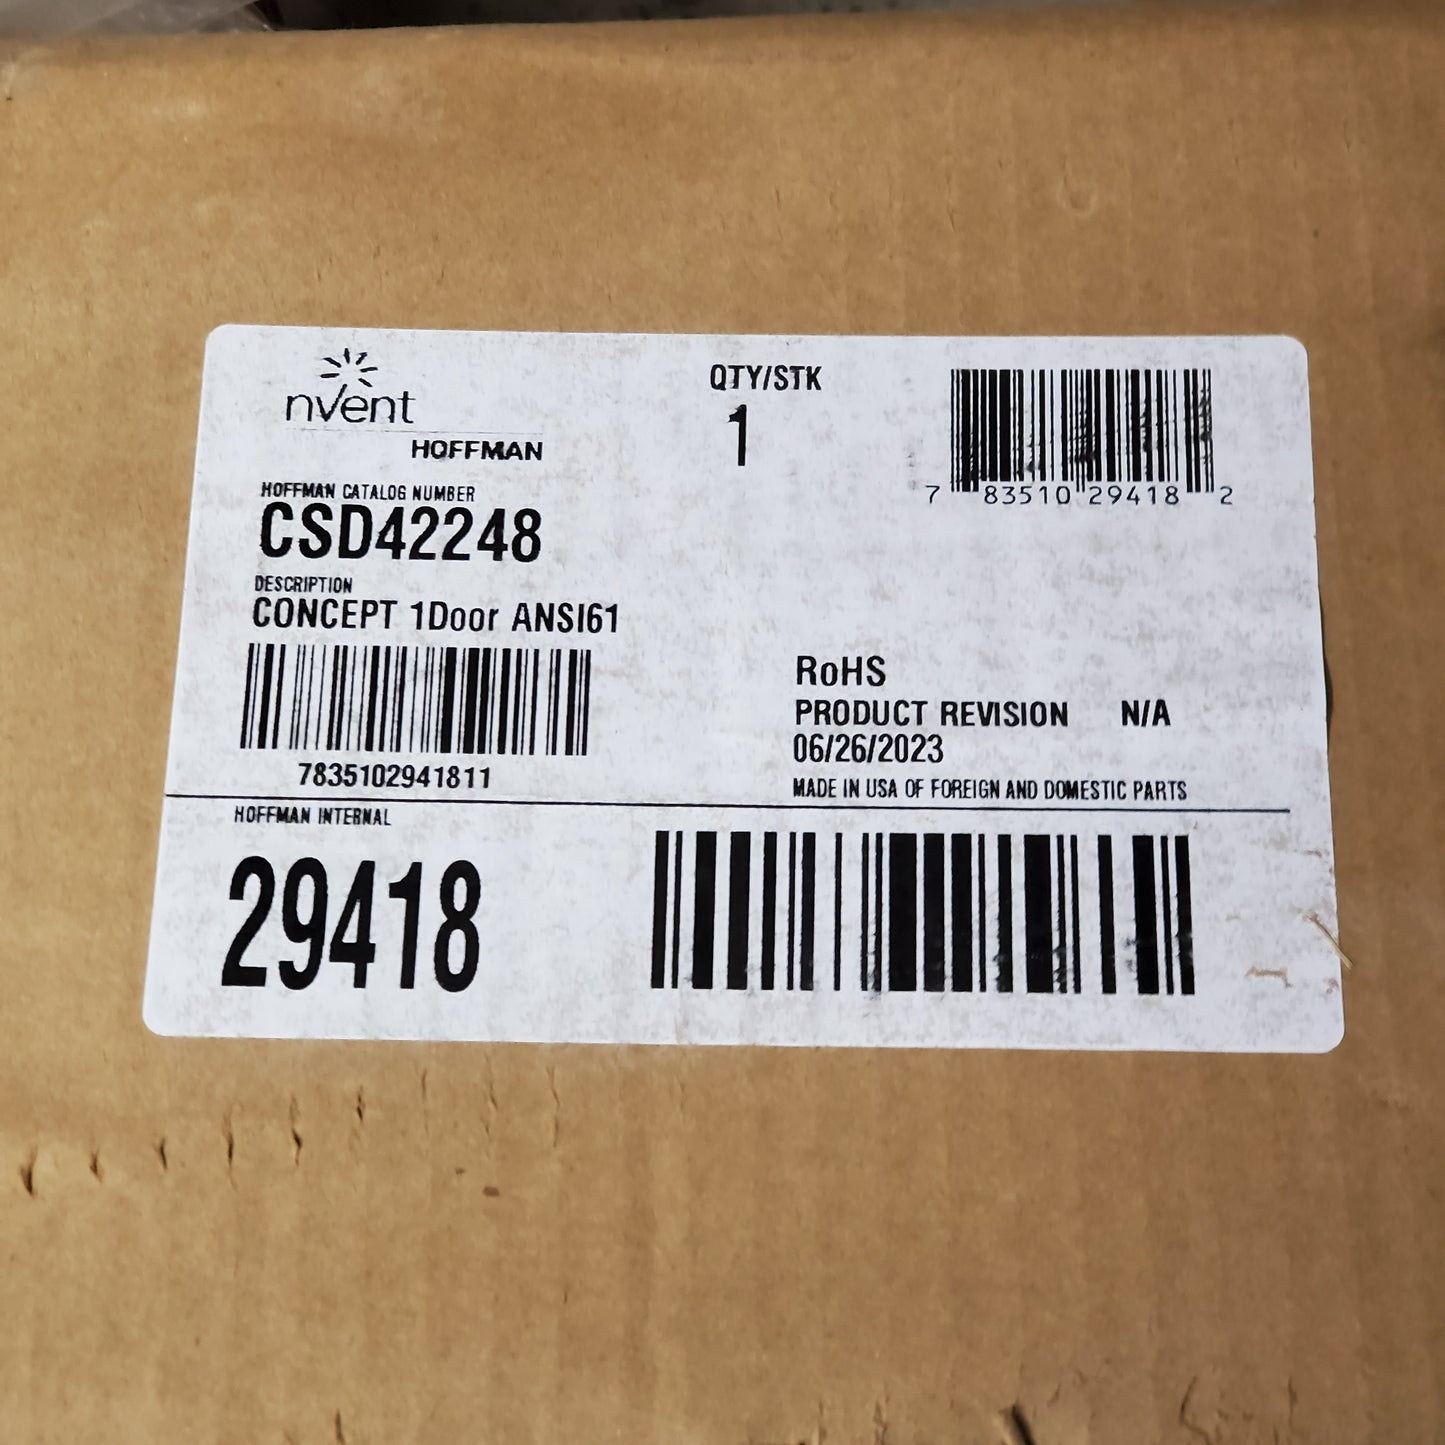 nvent
HOFFMAN
QTY/STK
1
7 83510 29418 2
HOFFMAN CATALOG NUMBER
CSD42248
DESCRIPTION
CONCEPT 1Door ANSI61
7835102941811
RoHS
PRODUCT REVISION N/A
06/26/2023
MADE IN USA OF FOREIGN AND DOMESTIC PARTS
HOFFMAN INTERNAL
29418